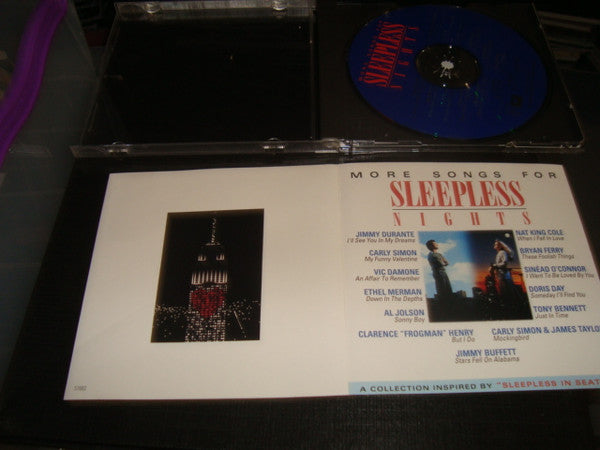 MORE SONGS FOR
SLEEPLESS
NIGHTS
MORE SONGS FOR
SLEEPLESS
NIGHTS
JIMMY DURANTE
I'll See You In My Dreams
NAT KING COLE
When I Fall In Love
CARLY SIMON
My Funny Valentine
BRYAN FERRY
These Foolish Things
VIC DAMONE
An Affair To Remember
SINEAD O'CONNOR
I Want To Be Loved By You
ETHEL MERMAN
Down In The Depths
DORIS DAY
Someday I'll Find You
AL JOLSON
Sonny Boy
TONY BENNETT
Just In Time
CLARENCE "FROGMAN" HENRY
But I Do
CARLY SIMON & JAMES TAYLO
Mockingbird
JIMMY BUFFETT
Stars Fell On Alabama
A COLLECTION INSPIRED BY "SLEEPLESS IN SEAT